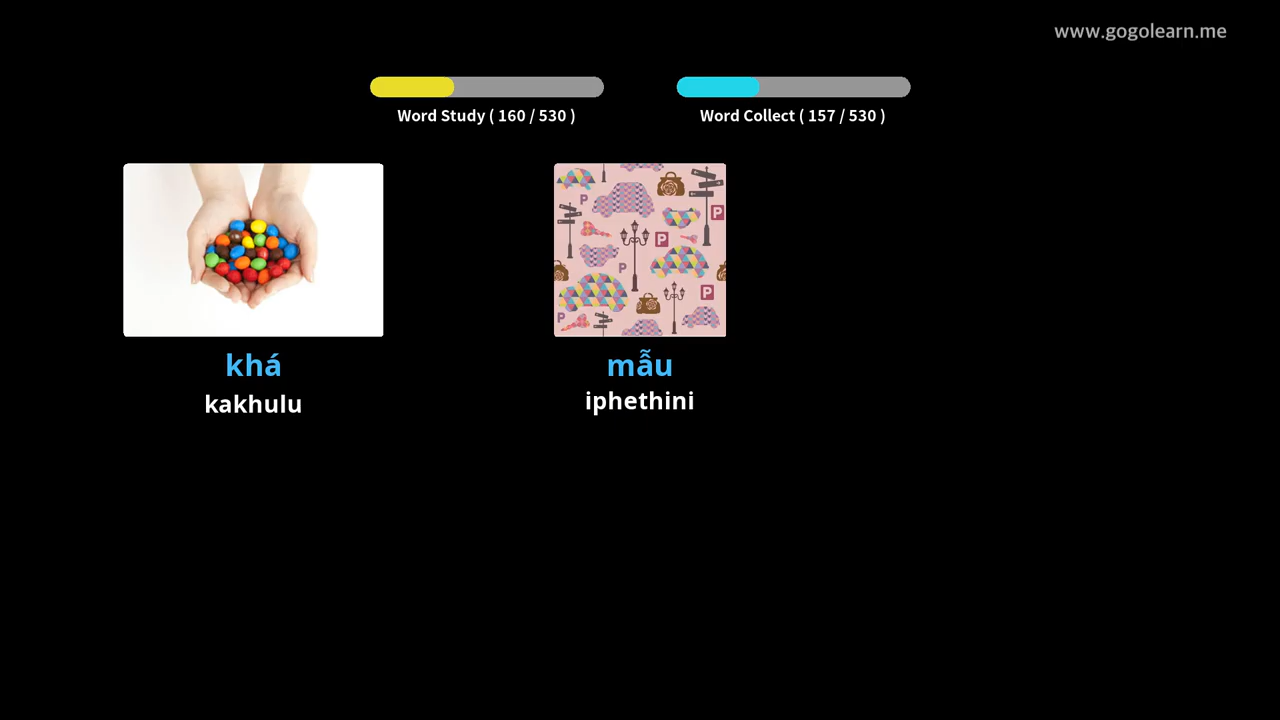 www.gogolearn.me
Word Study ( 160 / 530 )
Word Collect ( 157 / 530 )
P
P
P
P
P
P
khá
mẫu
kakhulu
iphethini